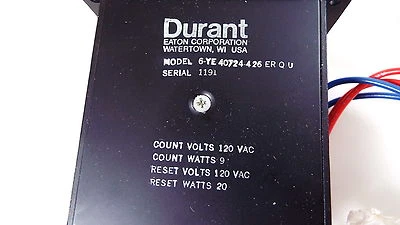 Durant
EATON CORPORATION
WATERTOWN, WI USA
MODEL 6-YE 40724-426 ER Q U
SERIAL 1191
COUNT VOLTS 120 VAC
COUNT WATTS 9
RESET VOLTS 120 VAC
RESET WATTS 20